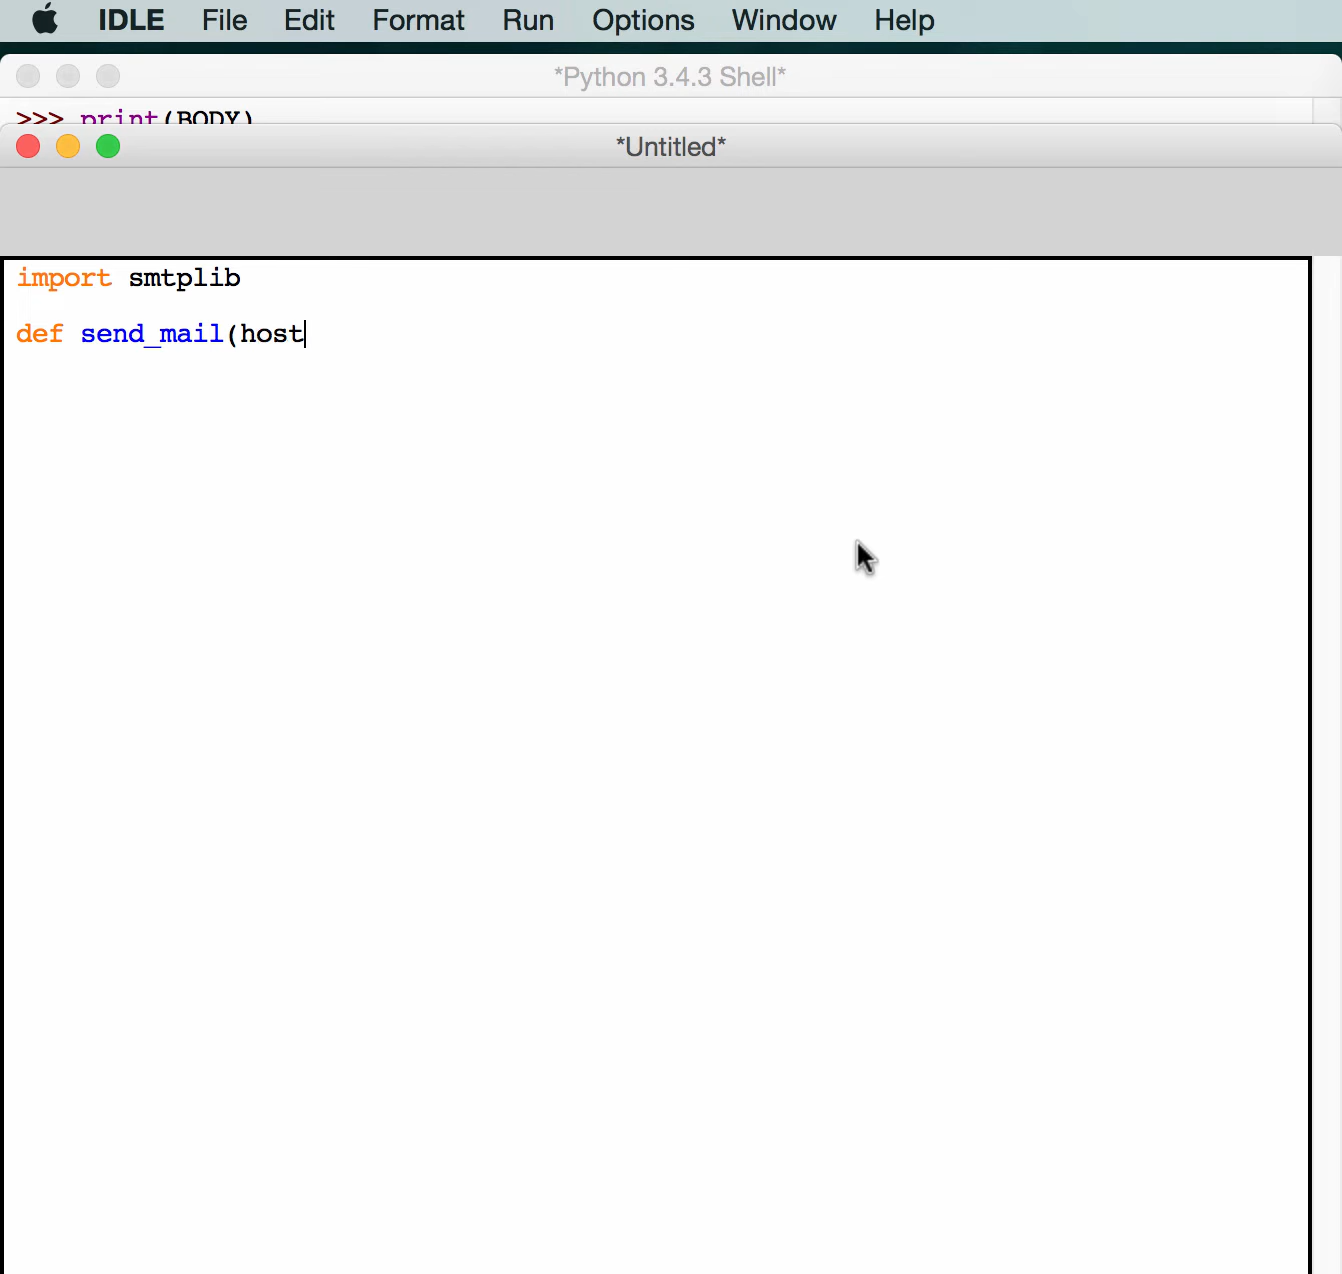 IDLE File Edit Format Run Options Window Help
*Python 3.4.3 Shell*
>>> print(BODY)
*Untitled*
import smtplib
def send_mail(host